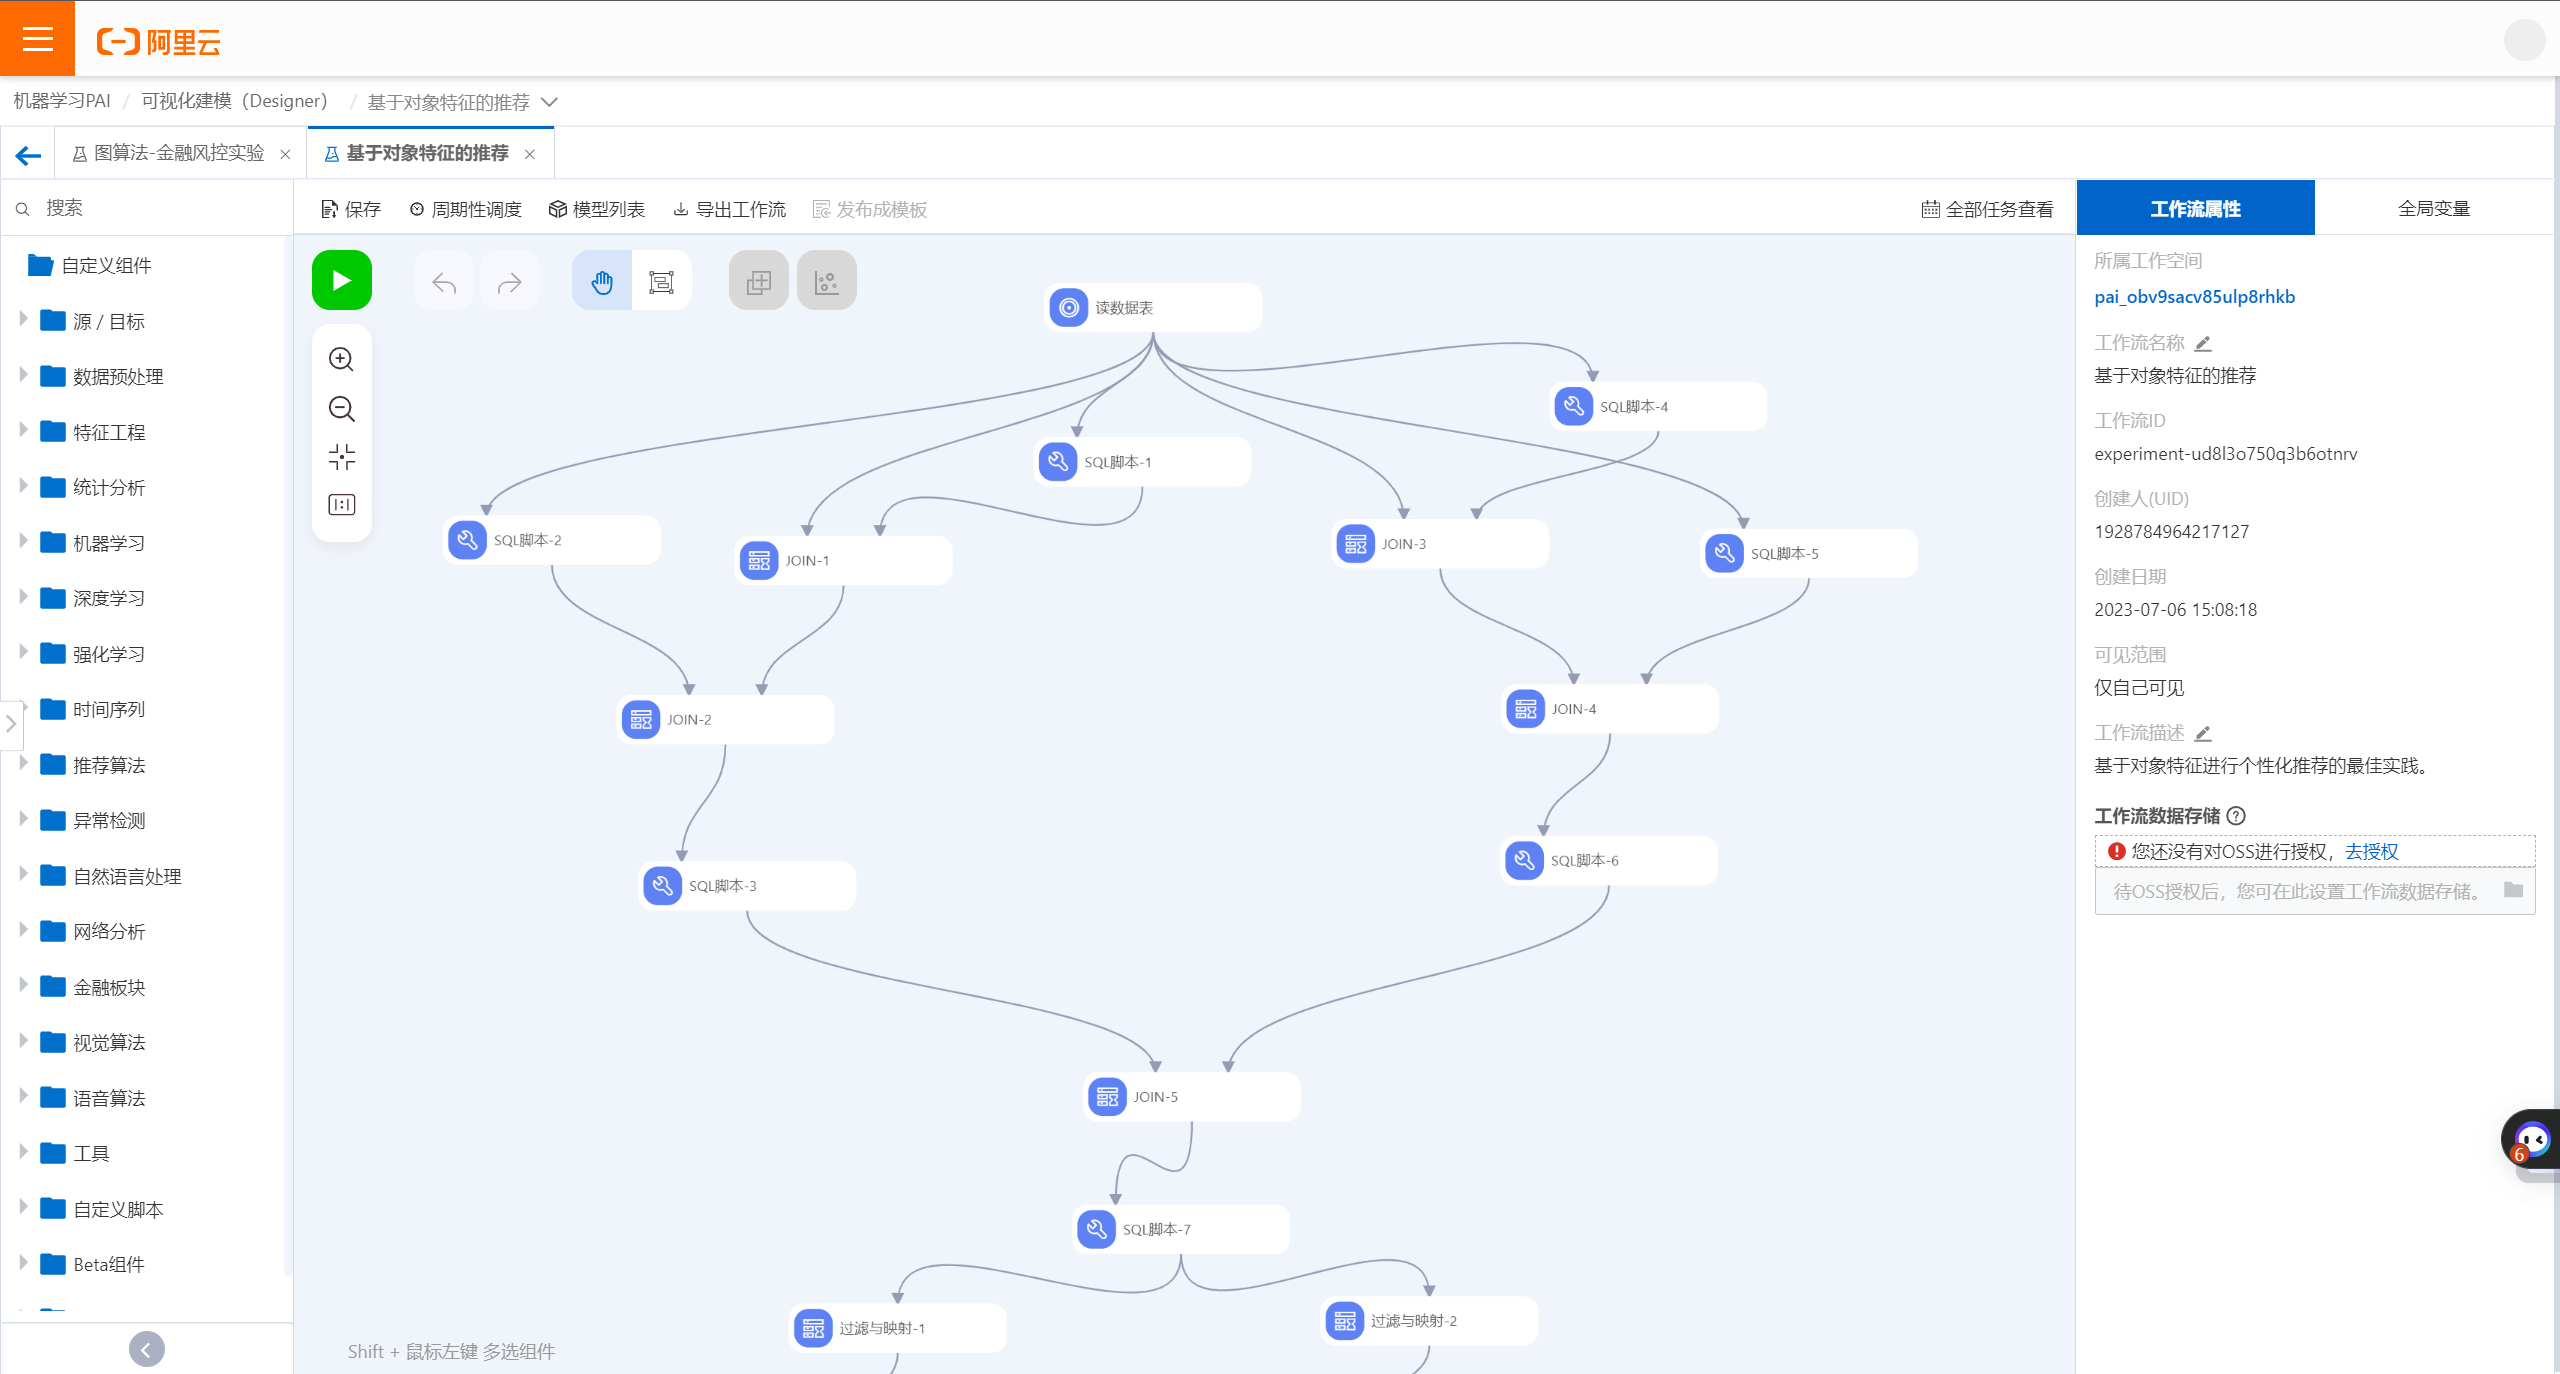 阿里云
机器学习PAI / 可视化建模（Designer） / 基于对象特征的推荐
图算法-金融风控实验 ×
基于对象特征的推荐 ×
搜索
自定义组件
源 / 目标
数据预处理
特征工程
统计分析
机器学习
深度学习
强化学习
时间序列
推荐算法
异常检测
自然语言处理
网络分析
金融板块
视觉算法
语音算法
工具
自定义脚本
Beta组件
保存 周期性调度 模型列表 导出工作流 发布成模板 全部任务查看
读数据表
SQL脚本-4
SQL脚本-1
SQL脚本-2
JOIN-1
JOIN-3
SQL脚本-5
JOIN-2
JOIN-4
SQL脚本-3
SQL脚本-6
JOIN-5
SQL脚本-7
过滤与映射-1
过滤与映射-2
Shift + 鼠标左键 多选组件
工作流属性 全局变量
所属工作空间
pai_obv9sacv85ulp8rhkb
工作流名称
基于对象特征的推荐
工作流ID
experiment-ud8l3o750q3b6otnrv
创建人(UID)
1928784964217127
创建日期
2023-07-06 15:08:18
可见范围
仅自己可见
工作流描述
基于对象特征进行个性化推荐的最佳实践。
工作流数据存储
您还没有对OSS进行授权，去授权
待OSS授权后，您可在此设置工作流数据存储。
6